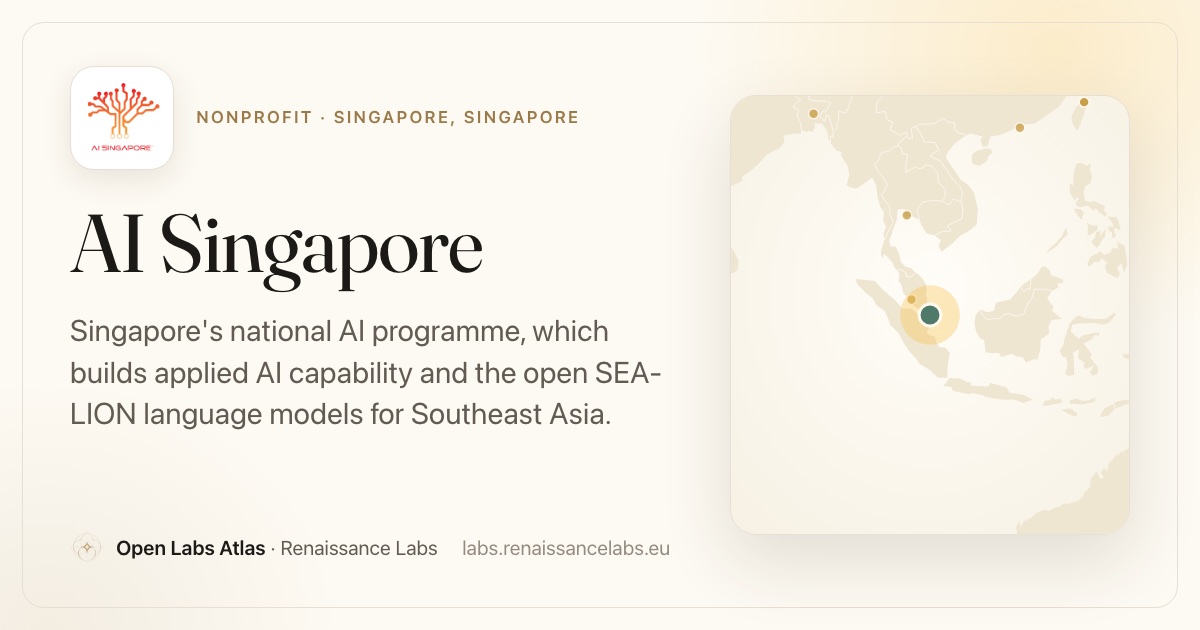 AI SINGAPORE
NONPROFIT · SINGAPORE, SINGAPORE
AI Singapore
Singapore's national AI programme, which
builds applied AI capability and the open SEA-
LION language models for Southeast Asia.
Open Labs Atlas · Renaissance Labs labs.renaissancelabs.eu